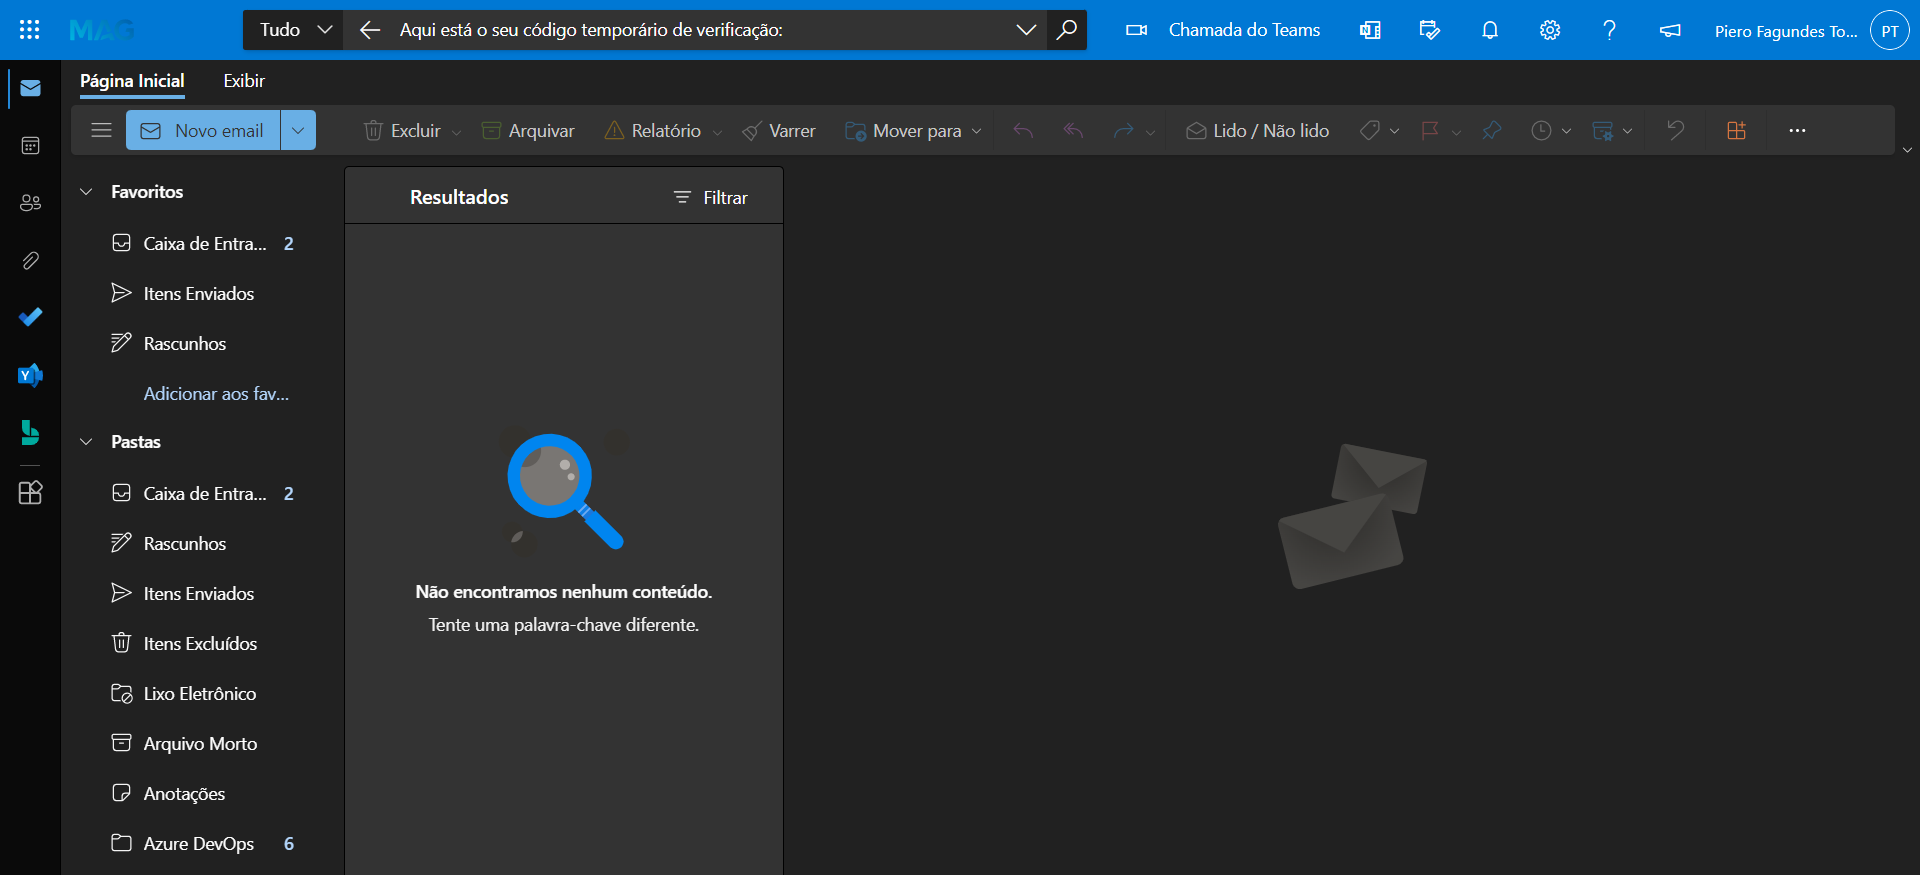 MAG
Tudo
Aqui está o seu código temporário de verificação:
Chamada do Teams
Piero Fagundes To...
PT
Página Inicial
Exibir
Novo email
Excluir
Arquivar
Relatório
Varrer
Mover para
Lido / Não lido
Favoritos
Caixa de Entra... 2
Itens Enviados
Rascunhos
Adicionar aos fav...
Pastas
Caixa de Entra... 2
Rascunhos
Itens Enviados
Itens Excluídos
Lixo Eletrônico
Arquivo Morto
Anotações
Azure DevOps 6
Resultados
Filtrar
Não encontramos nenhum conteúdo.
Tente uma palavra-chave diferente.